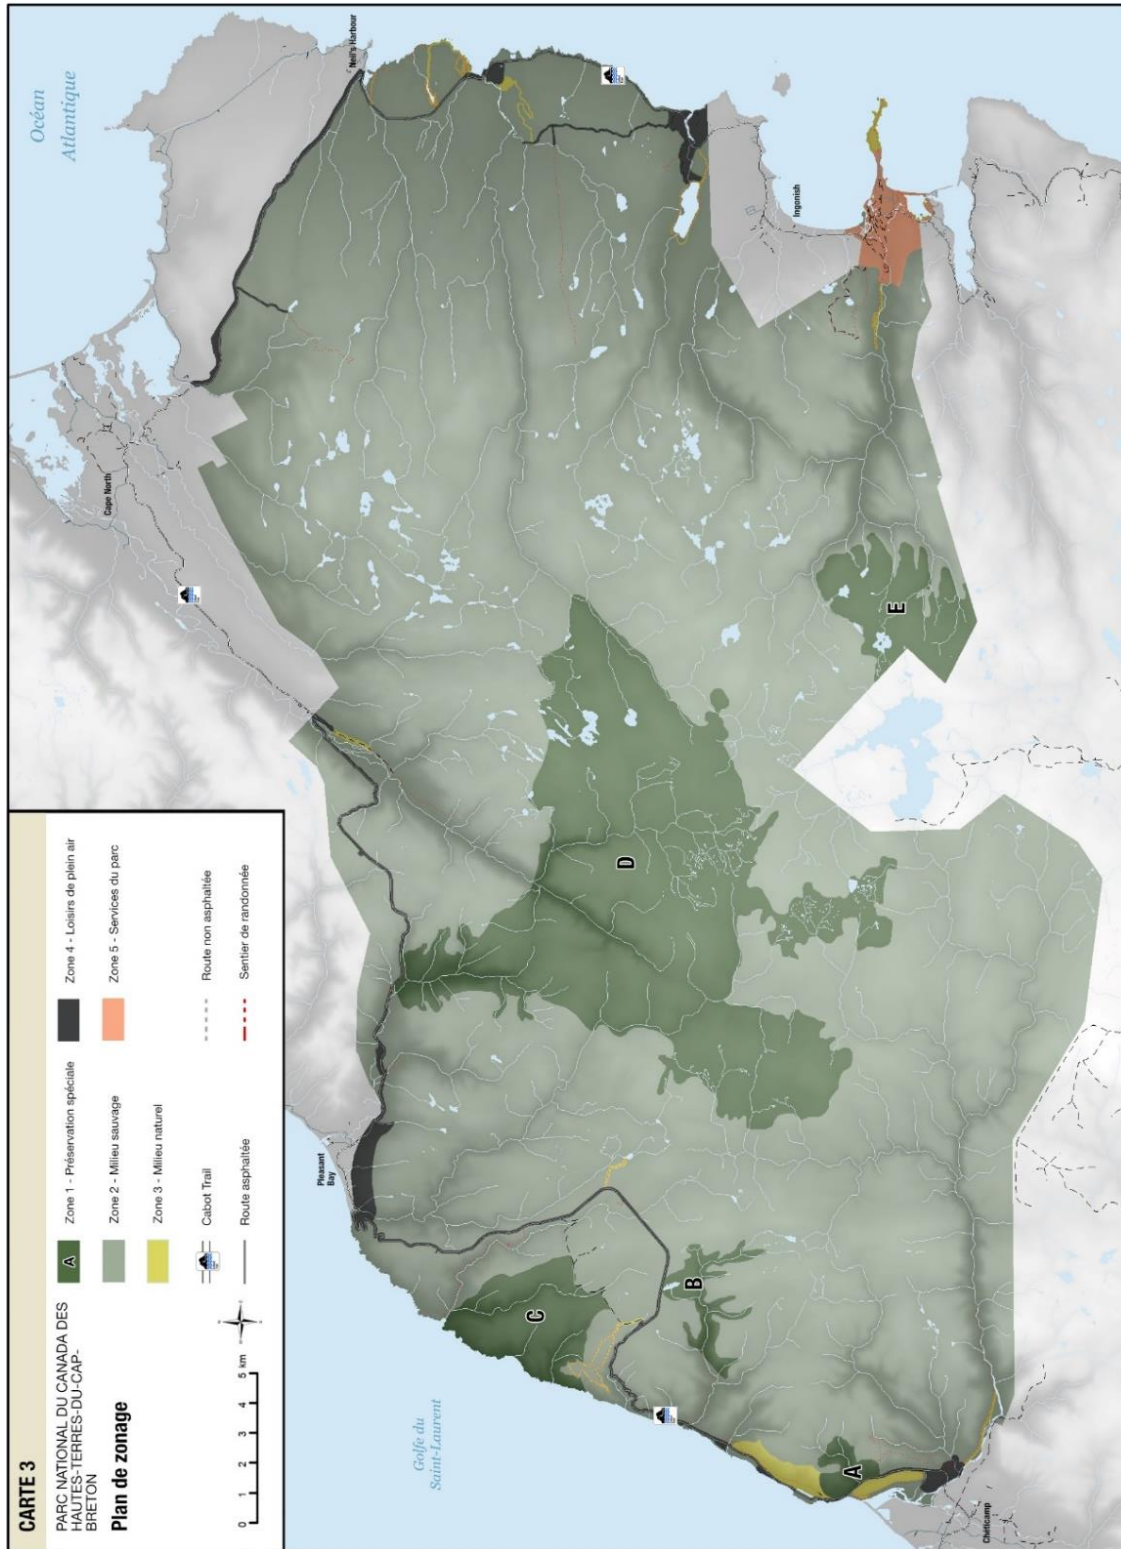 CARTE 3
PARC NATIONAL DU CANADA DES
HAUTES-TERRES-DU-CAP-
BRETON
Plan de zonage
0 1 2 3 4 5 km
A
Zone 1 - Préservation spéciale
Zone 2 - Milieu sauvage
Zone 3 - Milieu naturel
Cabot Trail
Route asphaltée
Zone 4 - Loisirs de plein air
Zone 5 - Services du parc
Route non asphaltée
Sentier de randonnée
Océan
Atlantique
Neil's Harbour
Cape North
Ingonish
Pleasant
Bay
Golfe du
Saint-Laurent
Chéticamp
A
B
C
D
E